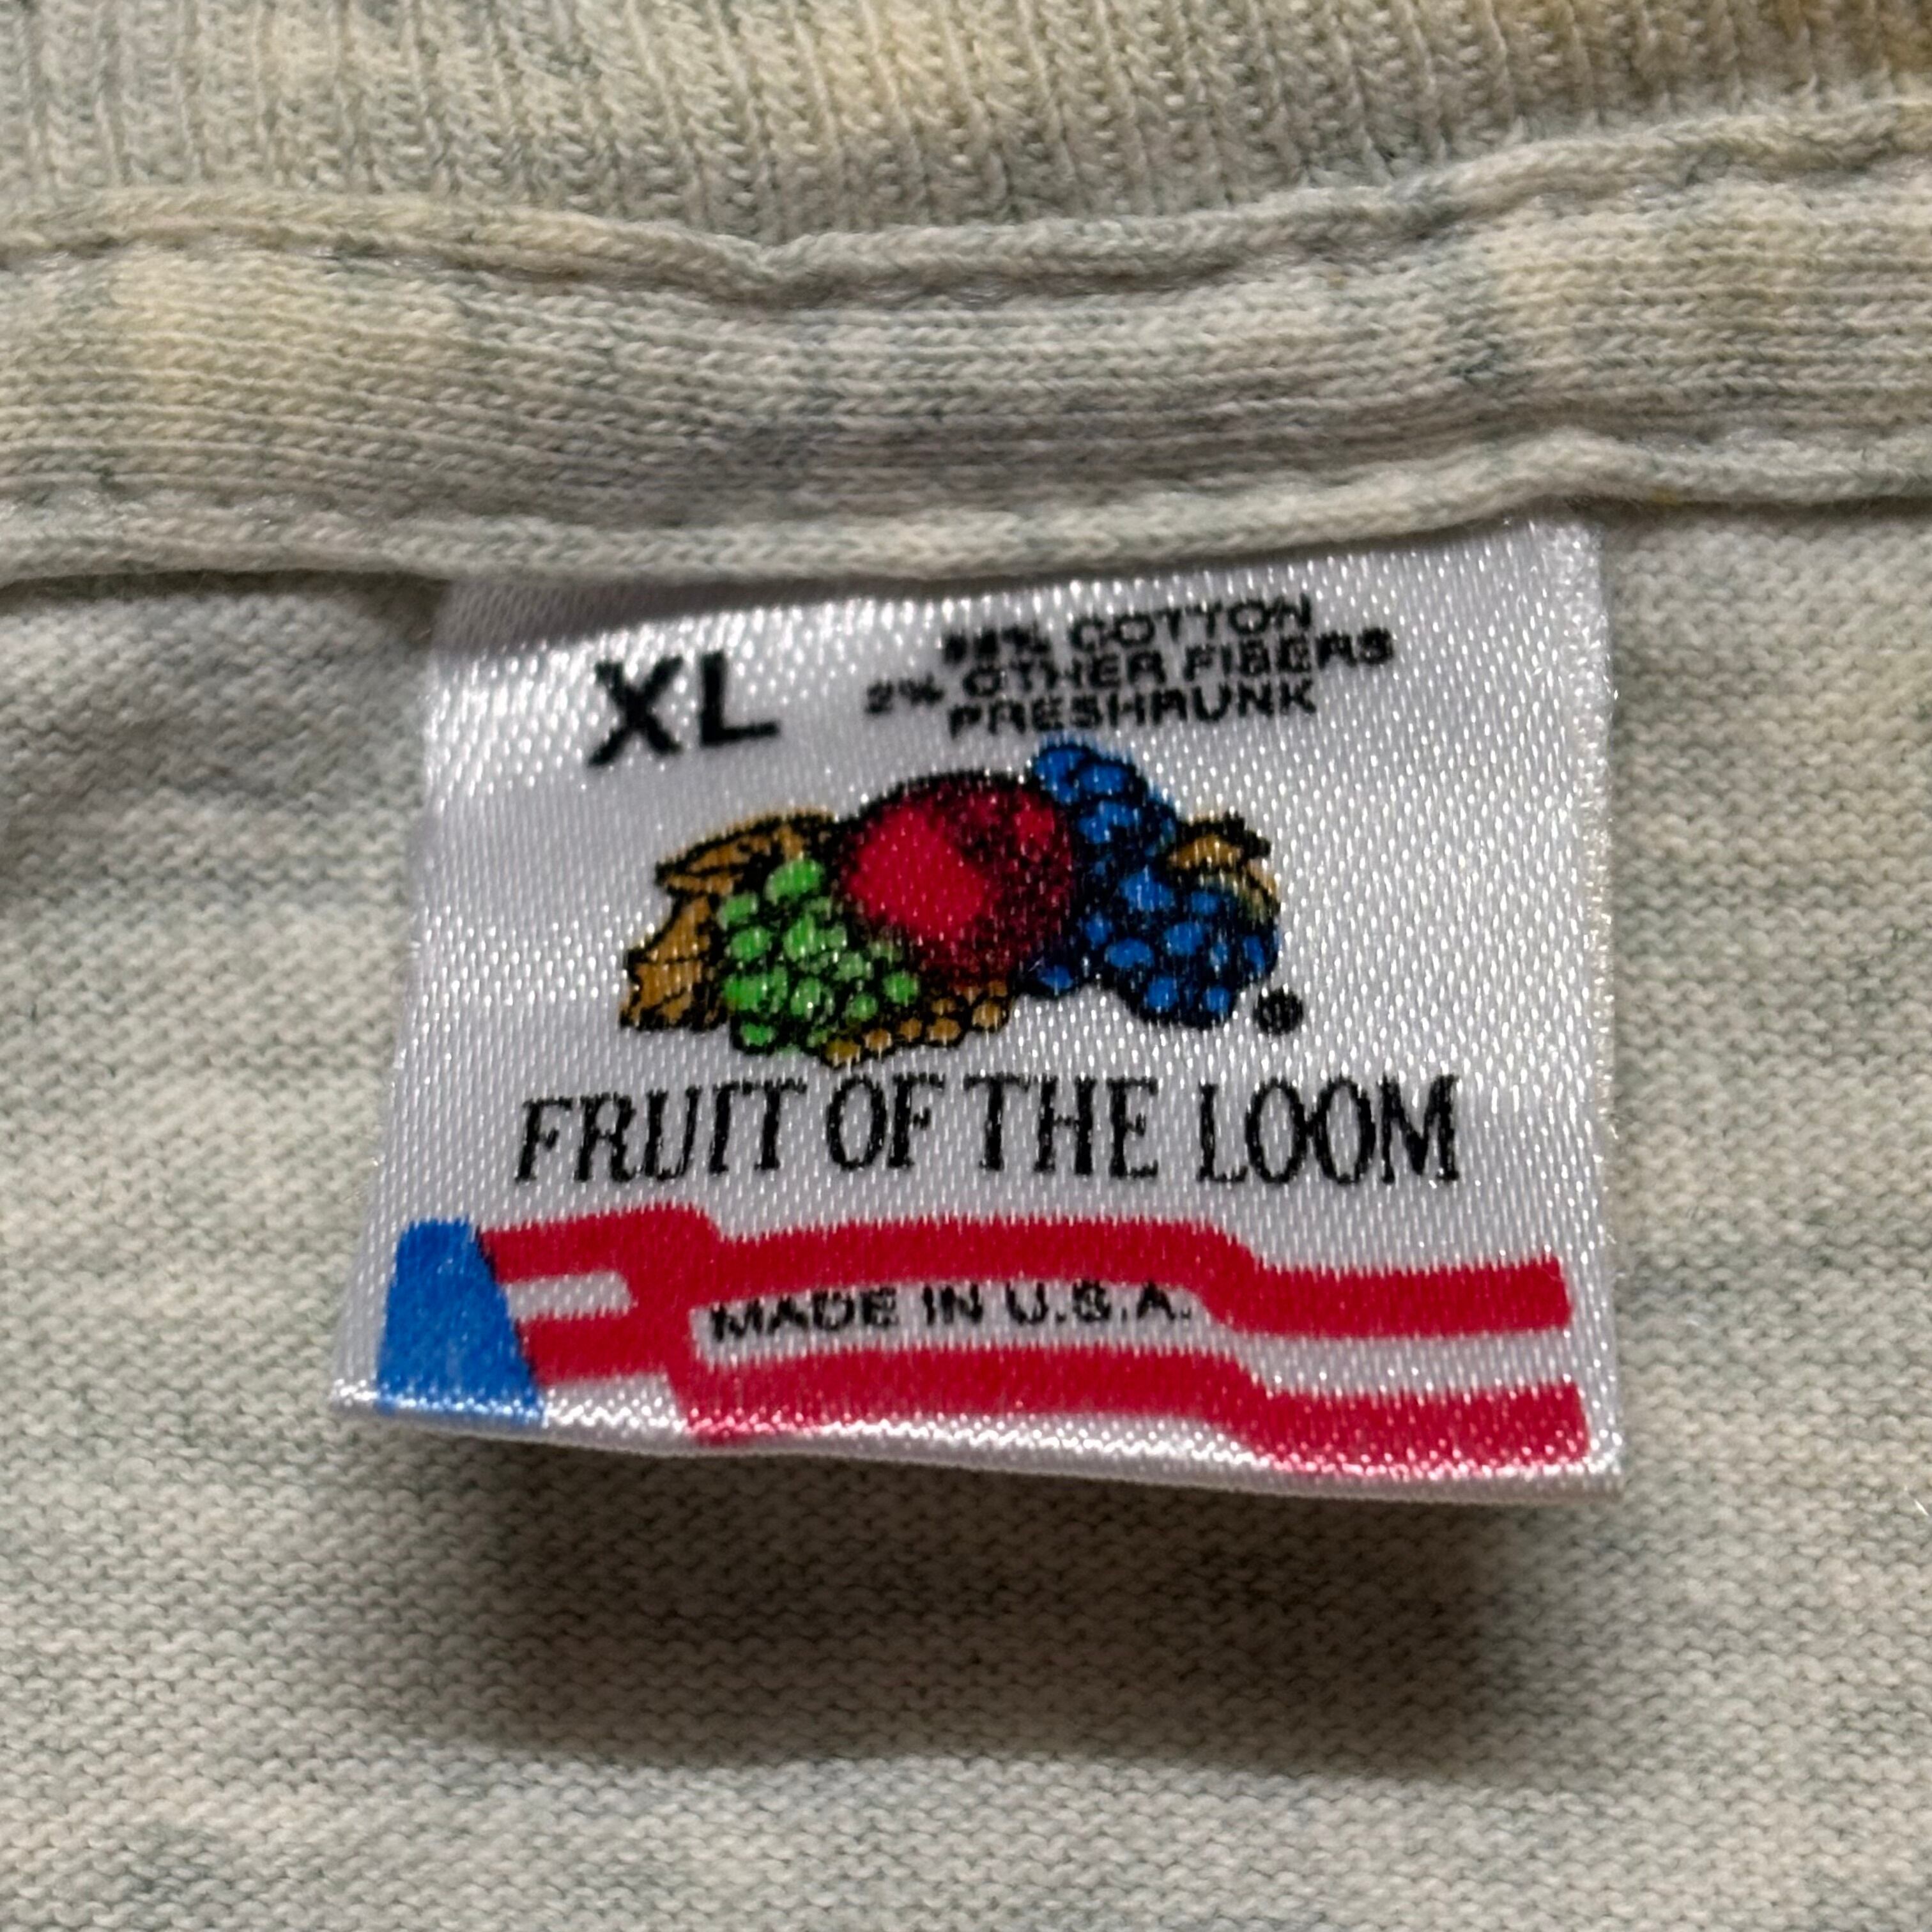 XL
98% COTTON
2% OTHER FIBERS
PRESHRUNK
®
FRUIT OF THE LOOM
MADE IN U.S.A.